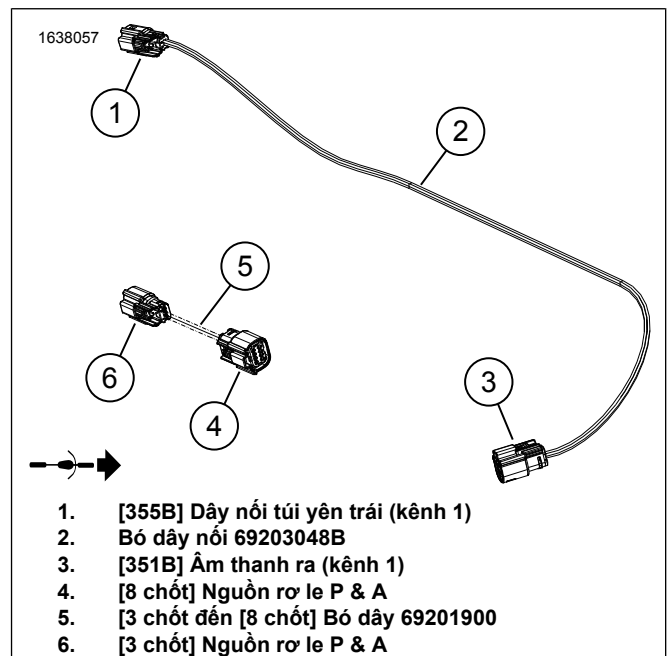 1638057
1
2
5
6
3
4
1. [355B] Dây nối túi yên trái (kênh 1)
2. Bó dây nối 69203048B
3. [351B] Âm thanh ra (kênh 1)
4. [8 chốt] Nguồn rơ le P & A
5. [3 chốt đến [8 chốt] Bó dây 69201900
6. [3 chốt] Nguồn rơ le P & A